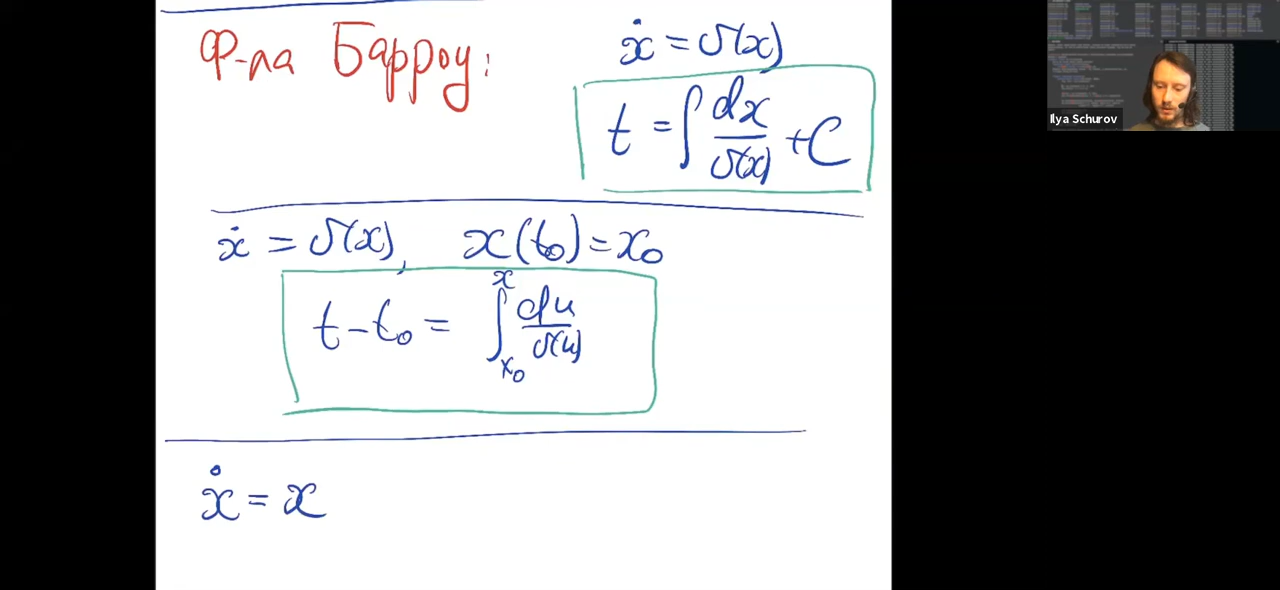 Ф-ла Барроу:
ẋ = v(x)
t = ∫ dx/v(x) + C
ẋ = v(x), x(t₀) = x₀
t - t₀ = ∫_{x₀}^{x} du/v(u)
ẋ = x
Ilya Schurov